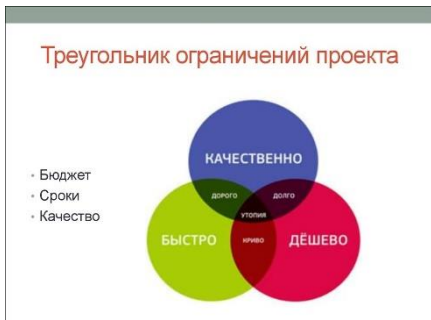 Треугольник ограничений проекта
• Бюджет
• Сроки
• Качество
КАЧЕСТВЕННО
ДОРОГО
ДОЛГО
УТОПИЯ
БЫСТРО
КРИВО
ДЁШЕВО